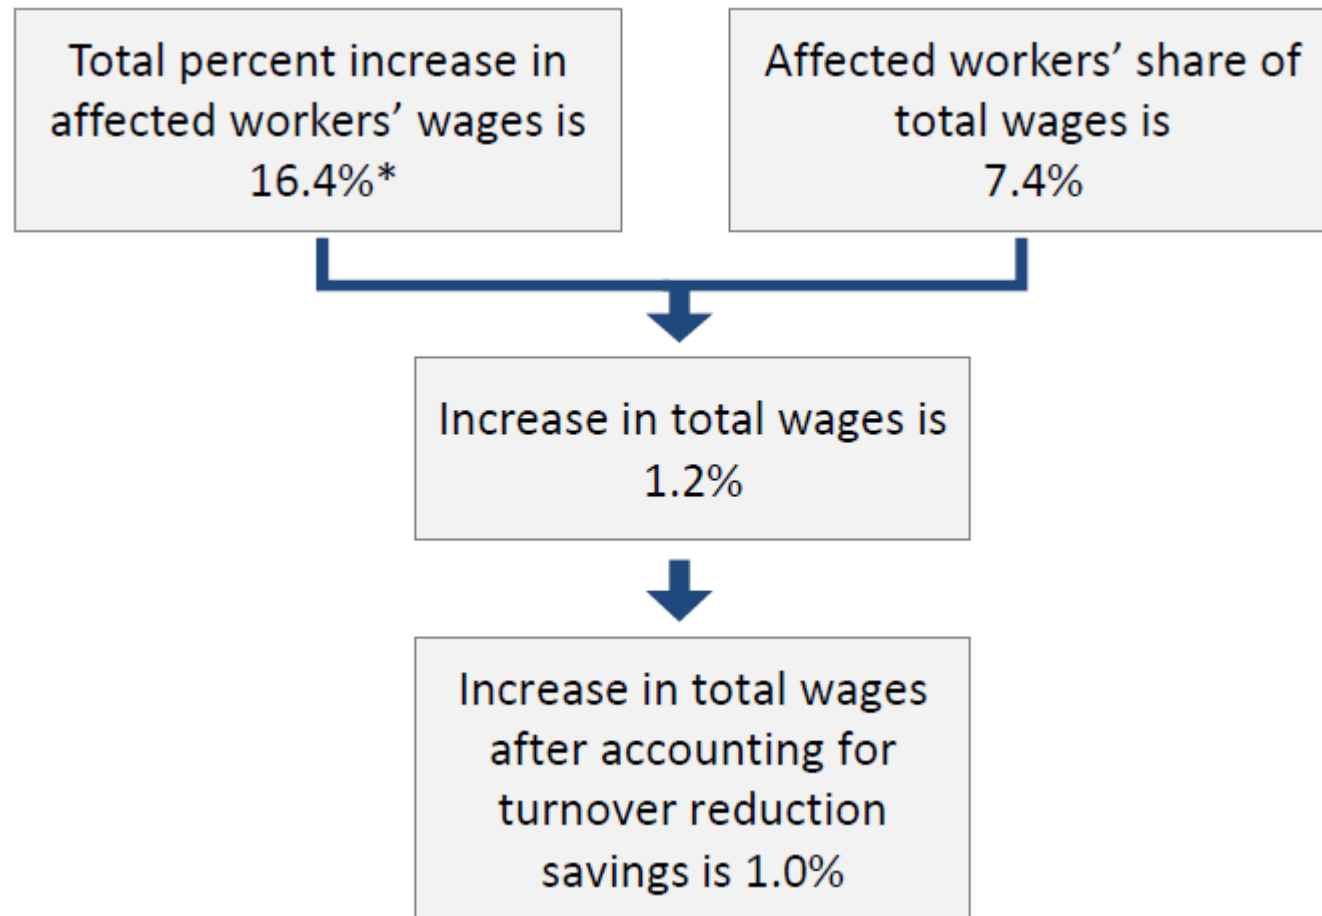 Total percent increase in
affected workers’ wages is
16.4%*
Affected workers’ share of
total wages is
7.4%
Increase in total wages is
1.2%
Increase in total wages
after accounting for
turnover reduction
savings is 1.0%